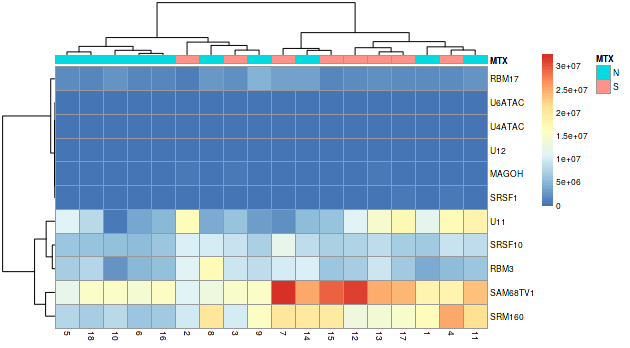 MTX
RBM17
U6ATAC
U4ATAC
U12
MAGOH
SRSF1
U11
SRSF10
RBM3
SAM68TV1
SRM160
5 18 10 6 16 2 8 3 9 7 14 15 12 13 17 1 4 11
3e+07
2.5e+07
2e+07
1.5e+07
1e+07
5e+06
0
MTX
N
S